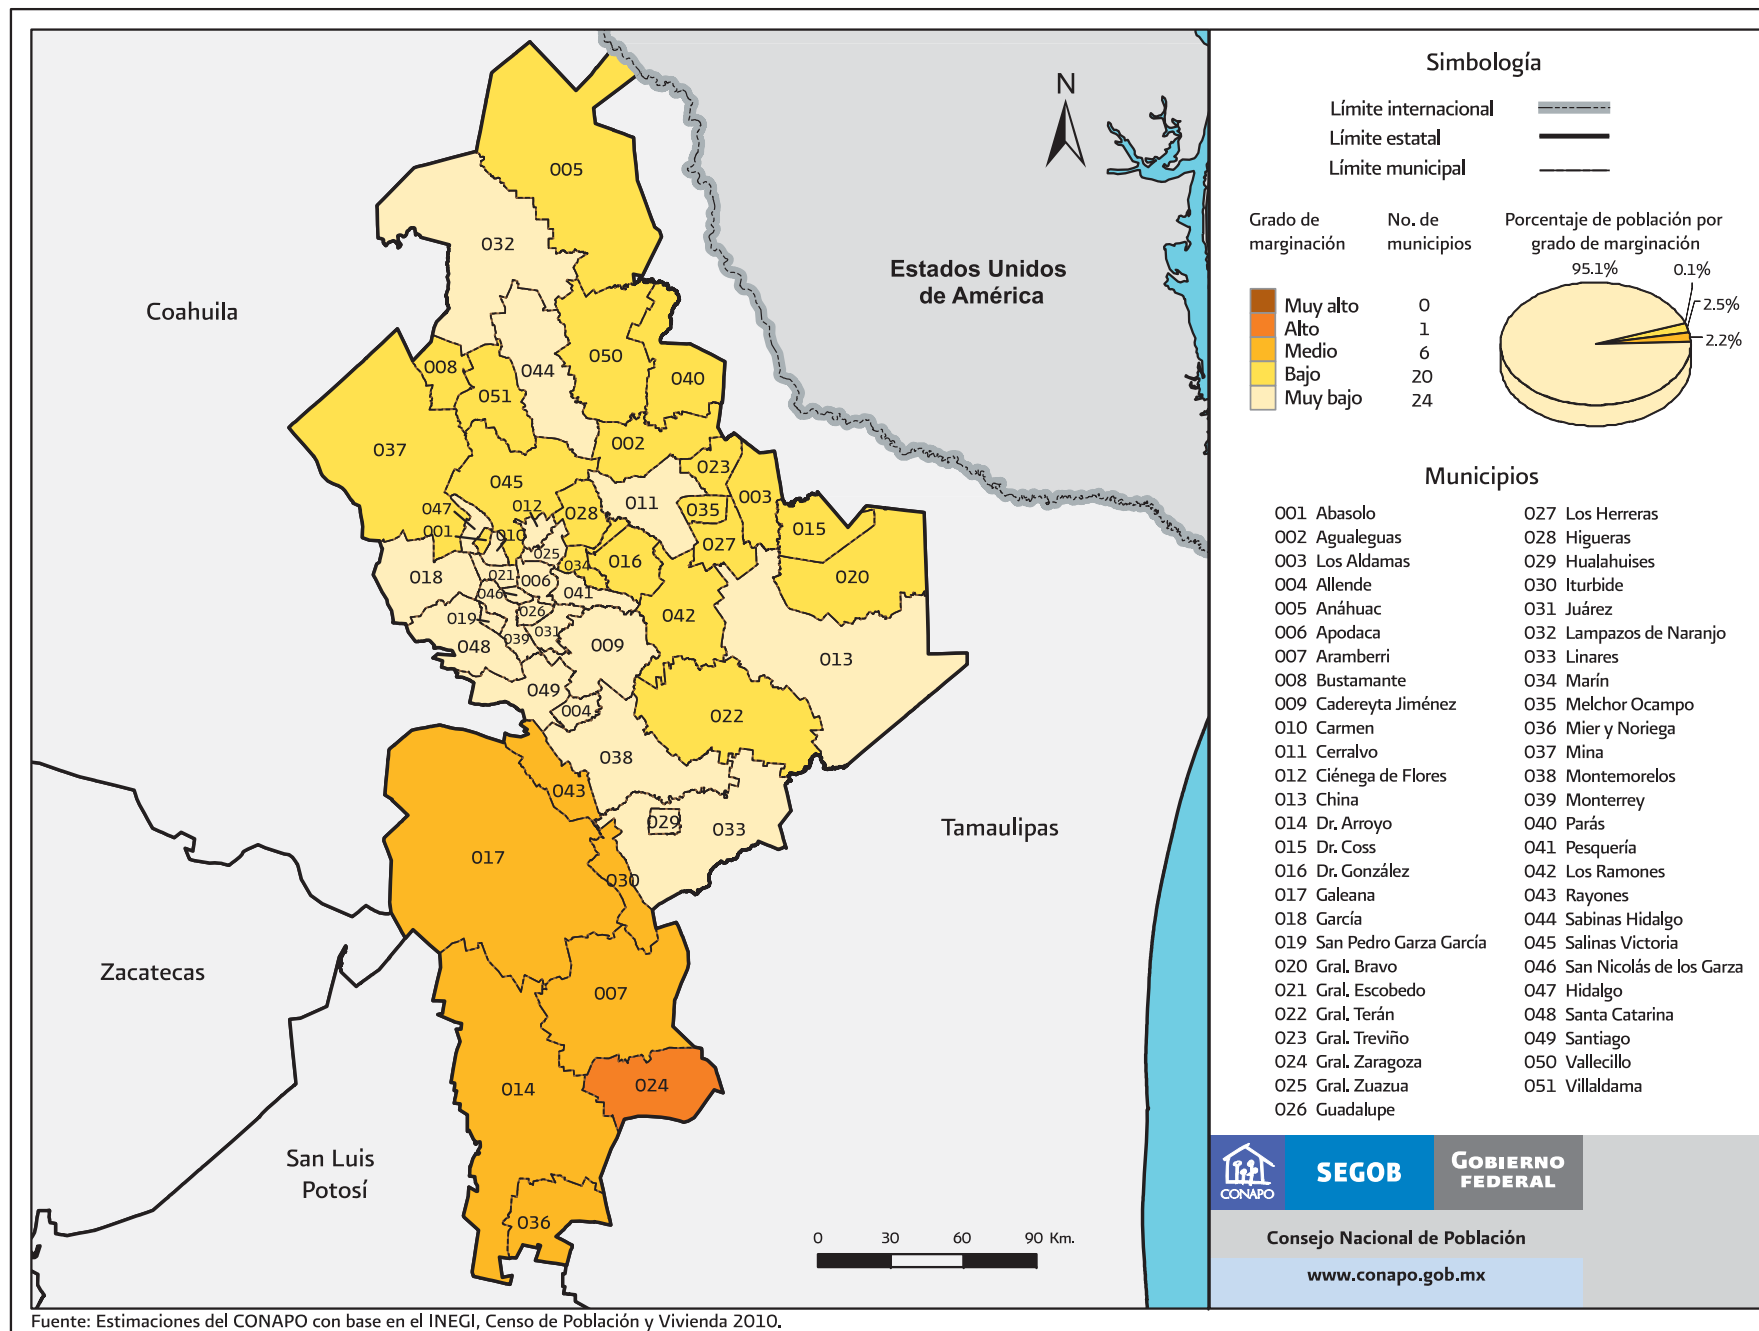 N
Coahuila
Estados Unidos
de América
Tamaulipas
Zacatecas
San Luis
Potosí
005
032
050
044
008
051
040
037
002
045
023
003
047
012
011
035
028
015
001
010
027
025
034
016
020
018
021
006
046
041
019
026
042
039
031
048
009
013
049
004
022
038
043
029
033
017
030
007
014
024
036
0 30 60 90 Km.
Simbología
Límite internacional
Límite estatal
Límite municipal
Grado de
marginación
No. de
municipios
Muy alto 0
Alto 1
Medio 6
Bajo 20
Muy bajo 24
Porcentaje de población por
grado de marginación
95.1%
0.1%
2.5%
2.2%
Municipios
001 Abasolo
002 Agualeguas
003 Los Aldamas
004 Allende
005 Anáhuac
006 Apodaca
007 Aramberri
008 Bustamante
009 Cadereyta Jiménez
010 Carmen
011 Cerralvo
012 Ciénega de Flores
013 China
014 Dr. Arroyo
015 Dr. Coss
016 Dr. González
017 Galeana
018 García
019 San Pedro Garza García
020 Gral. Bravo
021 Gral. Escobedo
022 Gral. Terán
023 Gral. Treviño
024 Gral. Zaragoza
025 Gral. Zuazua
026 Guadalupe
027 Los Herreras
028 Higueras
029 Hualahuises
030 Iturbide
031 Juárez
032 Lampazos de Naranjo
033 Linares
034 Marín
035 Melchor Ocampo
036 Mier y Noriega
037 Mina
038 Montemorelos
039 Monterrey
040 Parás
041 Pesquería
042 Los Ramones
043 Rayones
044 Sabinas Hidalgo
045 Salinas Victoria
046 San Nicolás de los Garza
047 Hidalgo
048 Santa Catarina
049 Santiago
050 Vallecillo
051 Villaldama
CONAPO
SEGOB
GOBIERNO
FEDERAL
Consejo Nacional de Población
www.conapo.gob.mx
Fuente: Estimaciones del CONAPO con base en el INEGI, Censo de Población y Vivienda 2010.